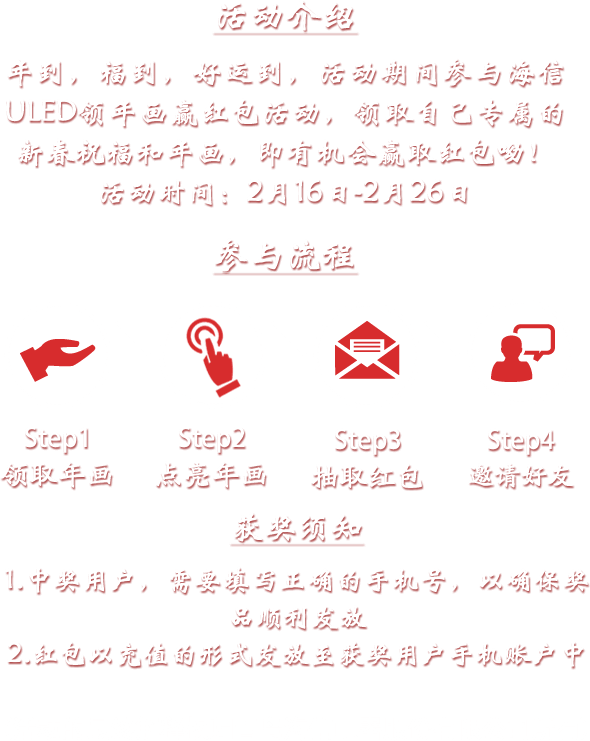 活动介绍
年到，福到，好运到，活动期间参与海信
ULED领年画赢红包活动，领取自己专属的
新春祝福和年画，即有机会赢取红包呦！
活动时间：2月16日-2月26日
参与流程
Step1 Step2 Step3 Step4
领取年画 点亮年画 抽取红包 邀请好友
获奖须知
1.中奖用户，需要填写正确的手机号，以确保奖
品顺利发放
2.红包以充值的形式发放至获奖用户手机账户中